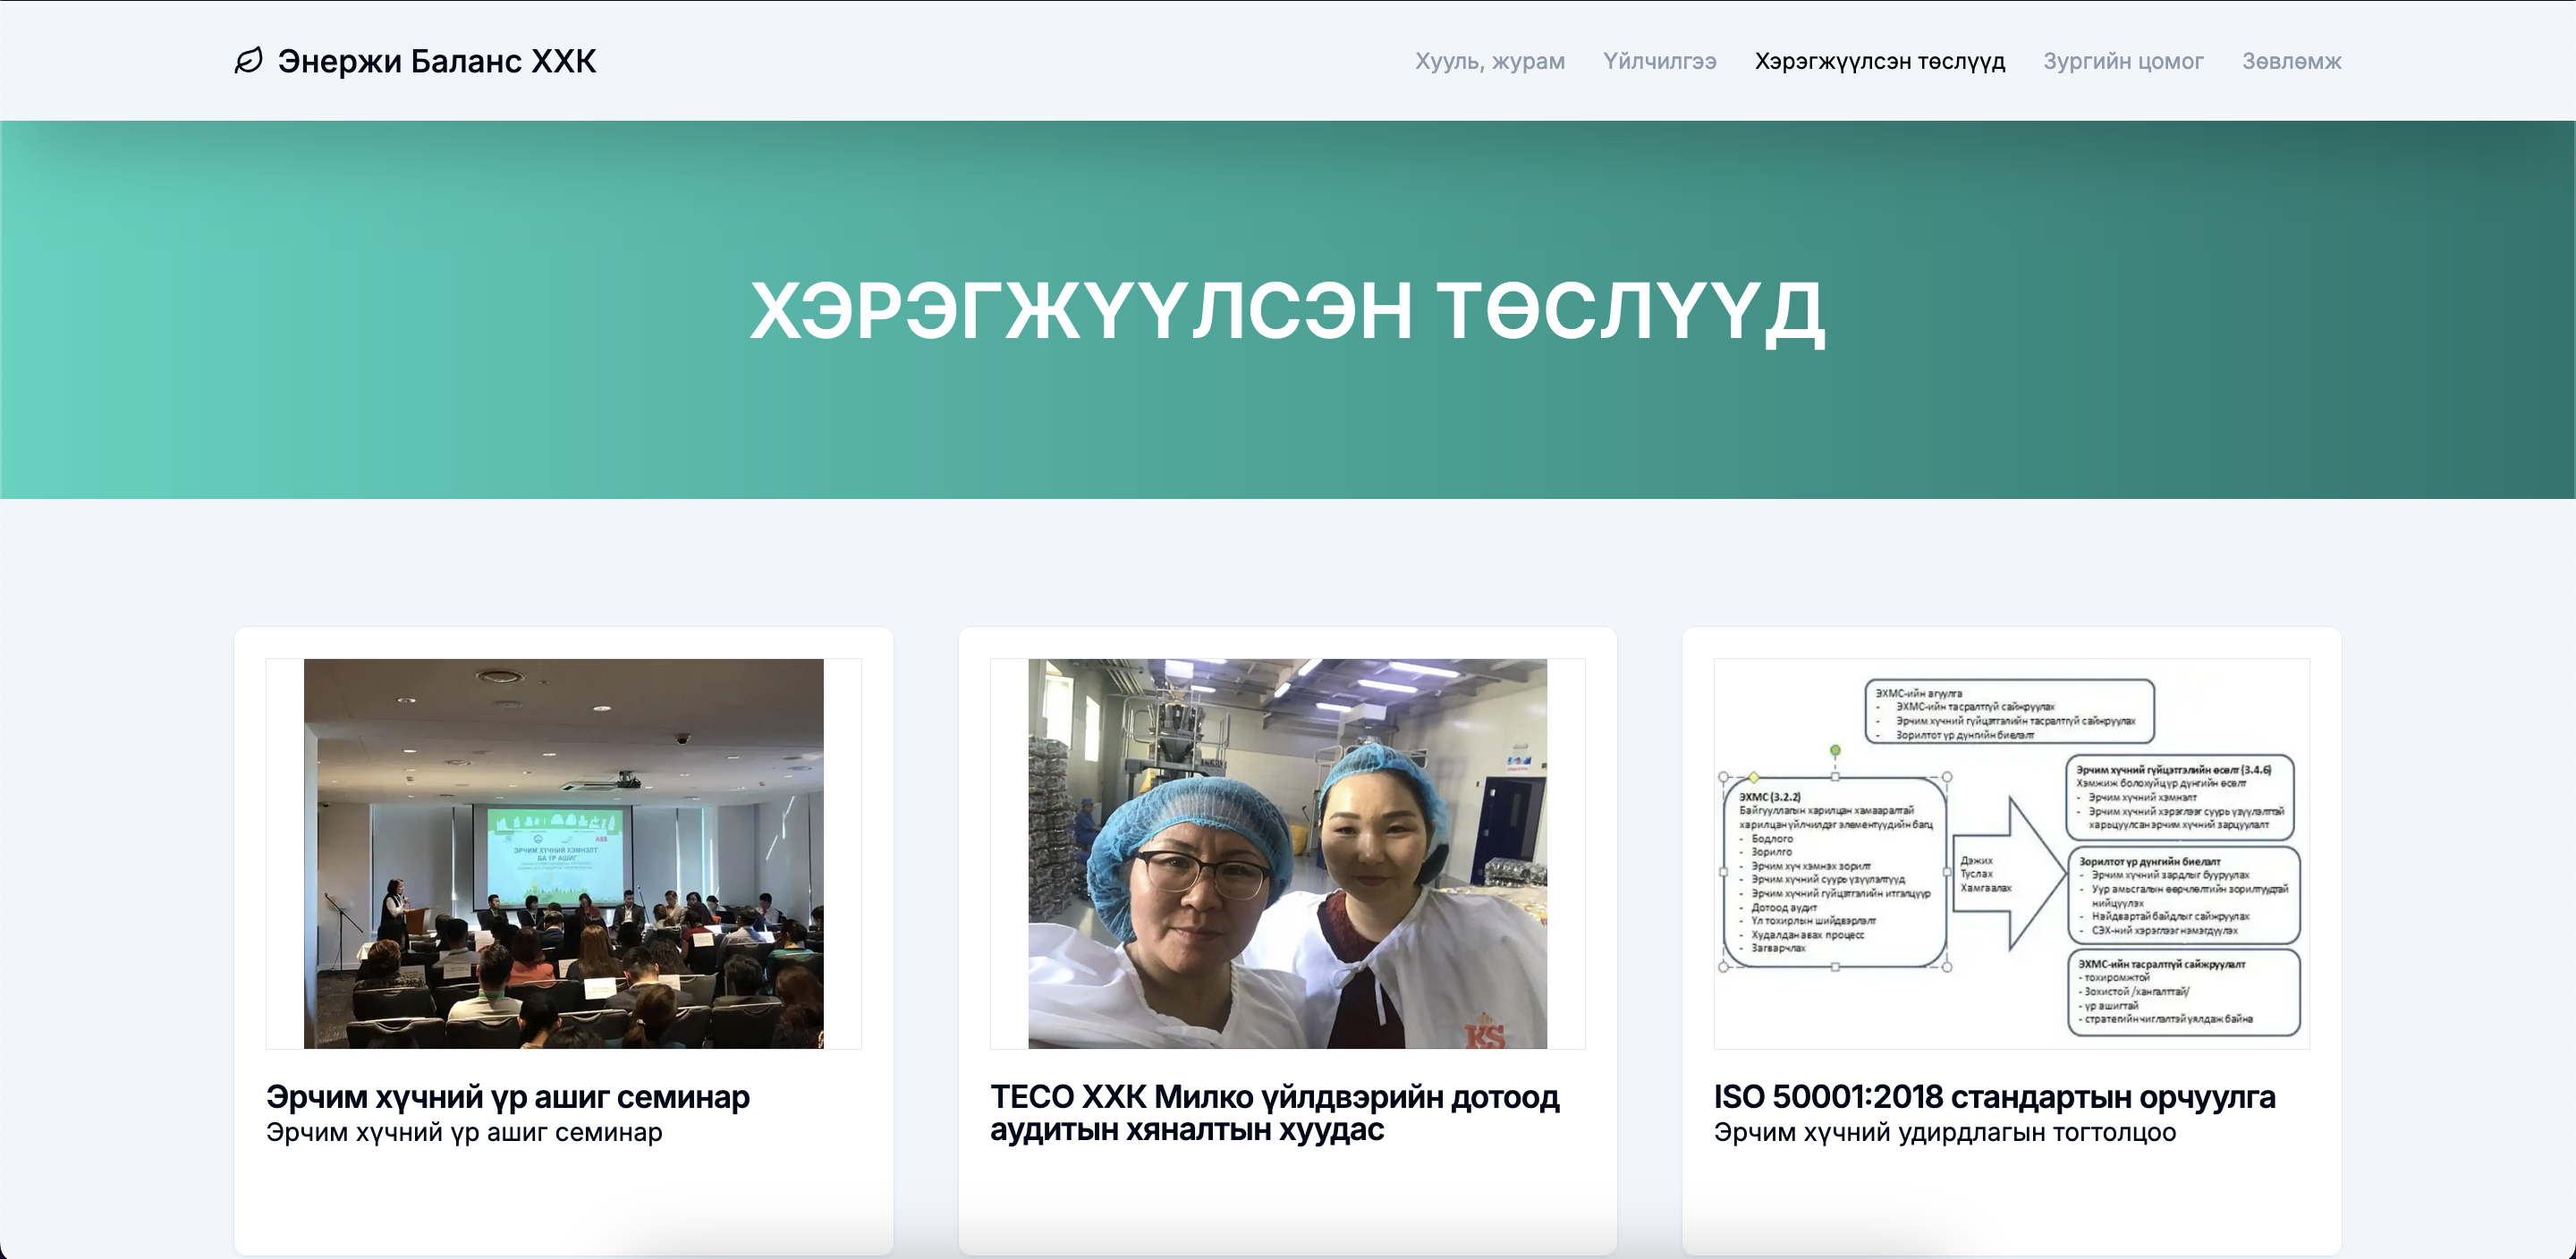 Энержи Баланс ХХК
Хууль, журам Үйлчилгээ Хэрэгжүүлсэн төслүүд Зургийн цомог Зөвлөмж
ХЭРЭГЖҮҮЛСЭН ТӨСЛҮҮД
ABB
ЭРЧИМ ХҮЧНИЙ ХЭМНЭЛТ
БА ҮР АШИГ
Эрчим хүчний үр ашиг семинар
Эрчим хүчний үр ашиг семинар
KS
ТЕСО ХХК Милко үйлдвэрийн дотоод
аудитын хяналтын хуудас
ЭХМС-ийн агуулга
- ЭХМС-ийн тасралтгүй сайжруулах
- Эрчим хүчний гүйцэтгэлийн тасралтгүй сайжруулах
- Зорилтот үр дүнгийн биелэлт
ЭХМС (3.2.2)
Байгууллагын харилцан хамааралтай
харилцан үйлчилдэг элементүүдийн багц
- Бодлого
- Зорилго
- Эрчим хүч хэмнэх зорилт
- Эрчим хүчний суурь үзүүлэлтүүд
- Эрчим хүчний гүйцэтгэлийн итгэлцүүр
- Дотоод аудит
- Үл тохирлын шийдвэрлэлт
- Худалдан авах процесс
- Загварчлах
Дэмжих
Туслах
Хамгаалах
Эрчим хүчний гүйцэтгэлийн өсөлт (3.4.6)
Хэмжиж болохуйц үр дүнгийн өсөлт
- Эрчим хүчний хэмнэлт
- Эрчим хүчний хэрэглээг суурь үзүүлэлттэй
харьцуулсан эрчим хүчний зарцуулалт
Зорилтот үр дүнгийн биелэлт
- Эрчим хүчний зардлыг бууруулах
- Уур амьсгалын өөрчлөлтийн зорилтуудтай
нийцүүлэх
- Найдвартай байдлыг сайжруулах
- СЭХ-ний хэрэглээг нэмэгдүүлэх
ЭХМС-ийн тасралтгүй сайжруулалт
- тохиромжтой
- Зохистой /хангалттай/
- үр ашигтай
- стратегийн чиглэлтэй уялдаж байна
ISO 50001:2018 стандартын орчуулга
Эрчим хүчний удирдлагын тогтолцоо